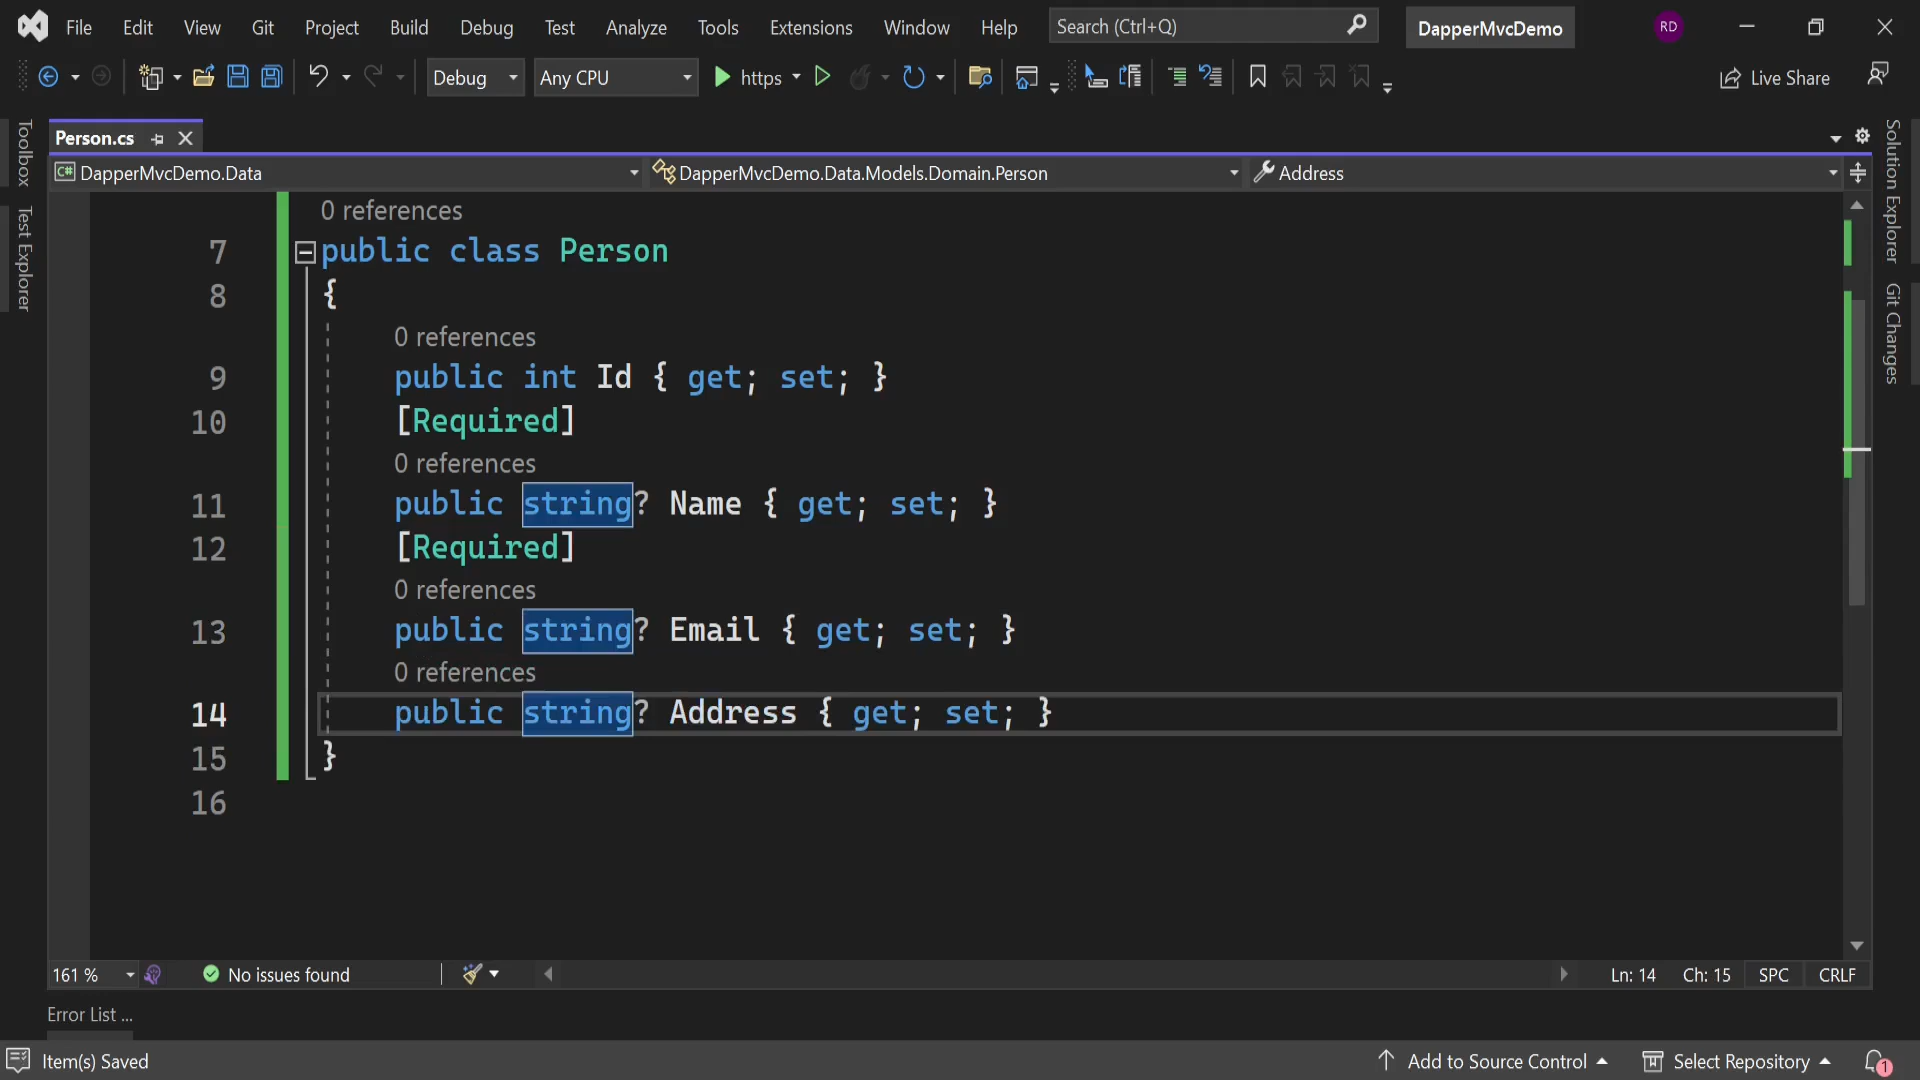 File Edit View Git Project Build Debug Test Analyze Tools Extensions Window Help Search (Ctrl+Q) DapperMvcDemo RD
Debug Any CPU https Live Share
Person.cs
C# DapperMvcDemo.Data DapperMvcDemo.Data.Models.Domain.Person Address
Toolbox
Test Explorer
Solution Explorer
Git Changes
0 references
7 public class Person
8 {
0 references
9 public int Id { get; set; }
10 [Required]
0 references
11 public string? Name { get; set; }
12 [Required]
0 references
13 public string? Email { get; set; }
0 references
14 public string? Address { get; set; }
15 }
16
161 % No issues found Ln: 14 Ch: 15 SPC CRLF
Error List ...
Item(s) Saved Add to Source Control Select Repository 1